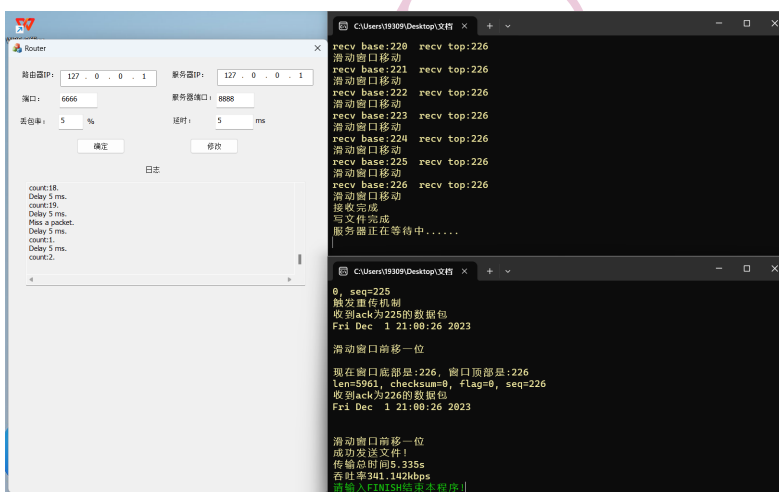 Router
路由器IP： 127 . 0 . 0 . 1 服务器IP： 127 . 0 . 0 . 1
端口： 6666 服务器端口： 8888
丢包率： 5 % 延时： 5 ms
确定 修改
日志
count:18.
Delay 5 ms.
count:19.
Delay 5 ms.
Miss a packet.
Delay 5 ms.
count:1.
Delay 5 ms.
count:2.
C:\Users\19309\Desktop\文档
recv base:220 recv top:226
滑动窗口移动
recv base:221 recv top:226
滑动窗口移动
recv base:222 recv top:226
滑动窗口移动
recv base:223 recv top:226
滑动窗口移动
recv base:224 recv top:226
滑动窗口移动
recv base:225 recv top:226
滑动窗口移动
recv base:226 recv top:226
滑动窗口移动
接收完成
写文件完成
服务器正在等待中......
C:\Users\19309\Desktop\文档
0, seq=225
触发重传机制
收到ack为225的数据包
Fri Dec 1 21:00:26 2023
滑动窗口前移一位
现在窗口底部是:226, 窗口顶部是:226
len=5961, checksum=0, flag=0, seq=226
收到ack为226的数据包
Fri Dec 1 21:00:26 2023
滑动窗口前移一位
成功发送文件!
传输总时间5.335s
吞吐率341.142kbps
请输入FINISH结束本程序!